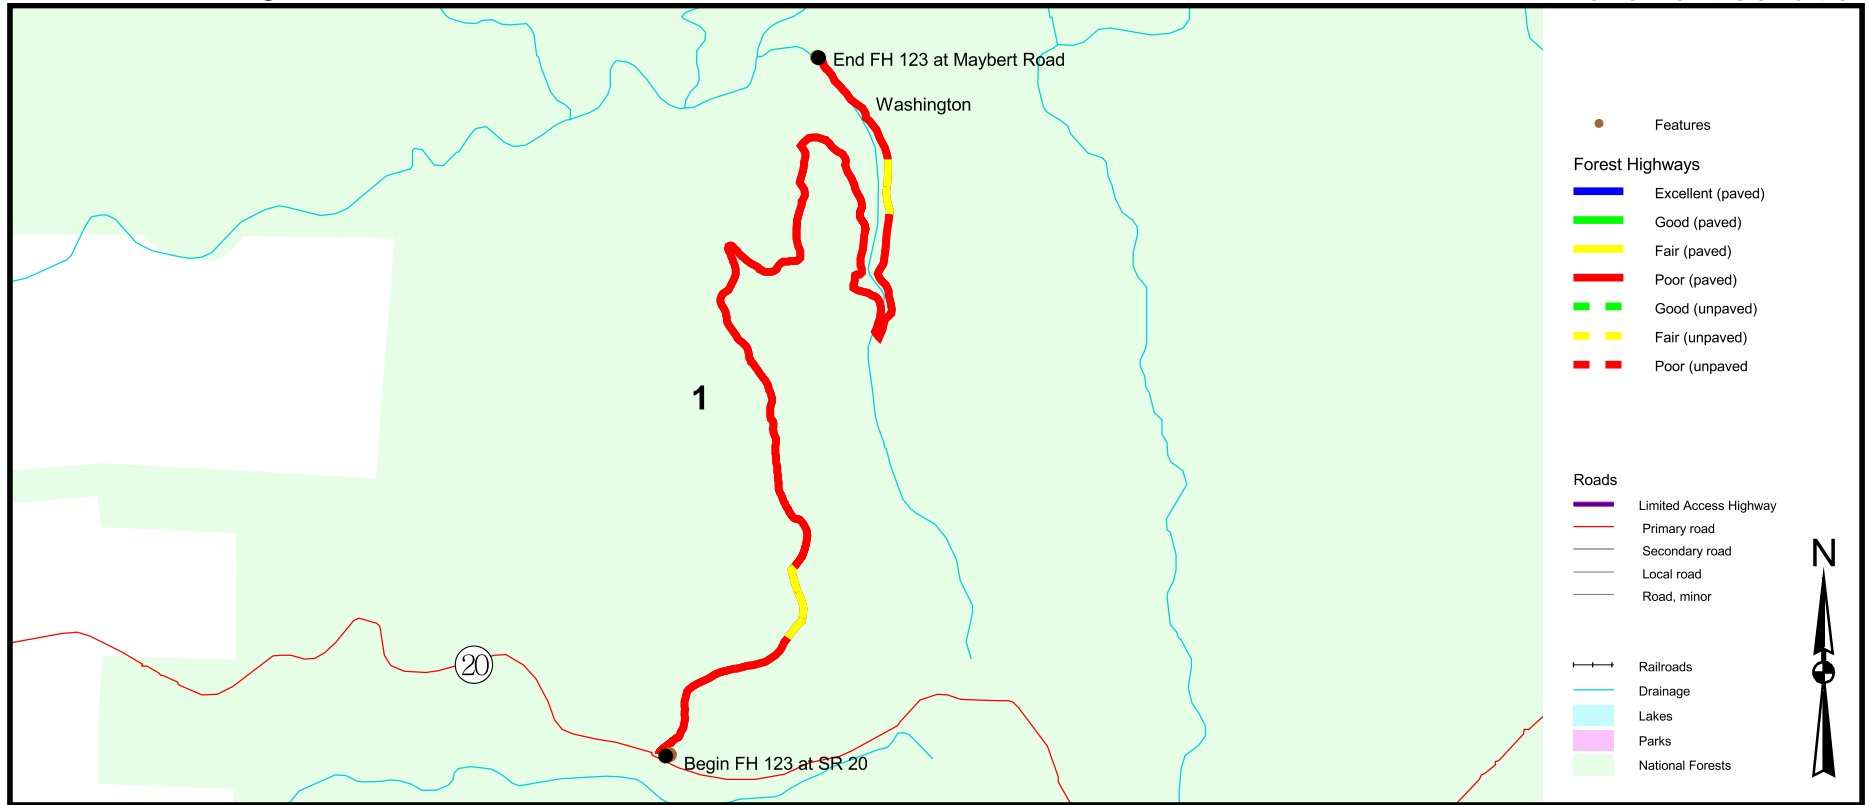 End FH 123 at Maybert Road
Washington
1
20
Begin FH 123 at SR 20
Features
Forest Highways
Excellent (paved)
Good (paved)
Fair (paved)
Poor (paved)
Good (unpaved)
Fair (unpaved)
Poor (unpaved
Roads
Limited Access Highway
Primary road
Secondary road
Local road
Road, minor
N
Railroads
Drainage
Lakes
Parks
National Forests